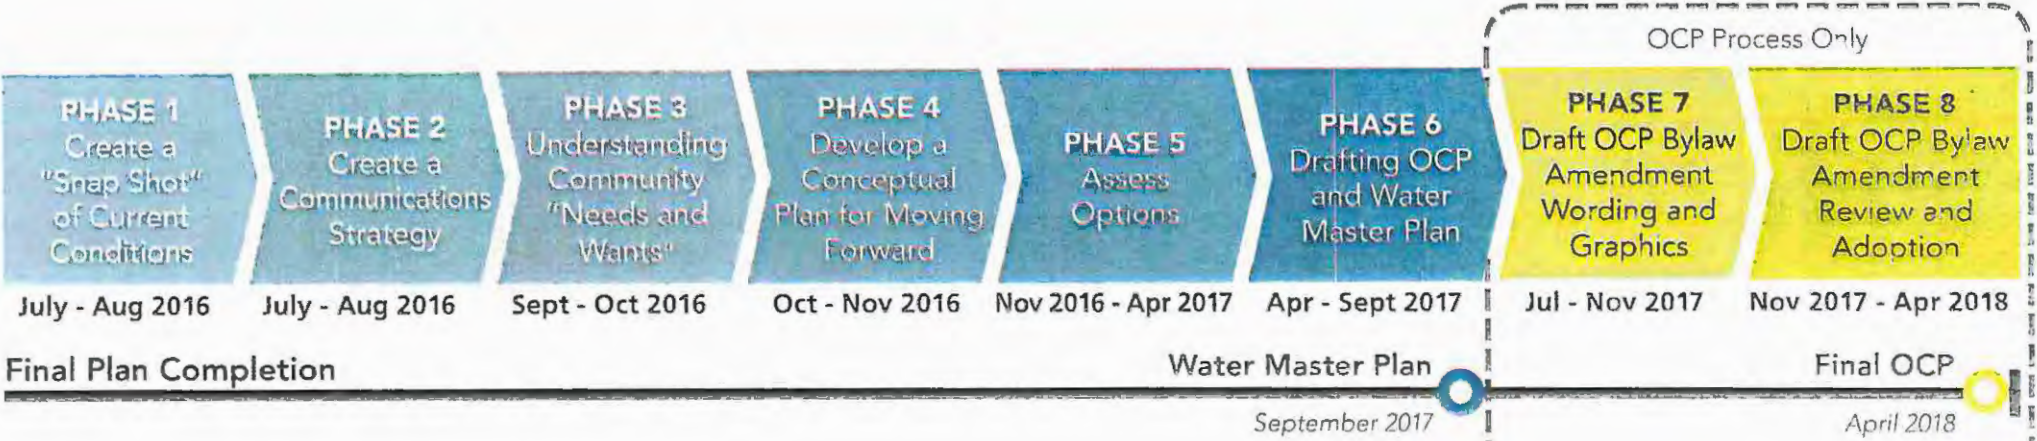 OCP Process Only
PHASE 1
Create a
"Snap Shot"
of Current
Conditions
July - Aug 2016
PHASE 2
Create a
Communications
Strategy
July - Aug 2016
PHASE 3
Understanding
Community
"Needs and
Wants"
Sept - Oct 2016
PHASE 4
Develop a
Conceptual
Plan for Moving
Forward
Oct - Nov 2016
PHASE 5
Assess
Options
Nov 2016 - Apr 2017
PHASE 6
Drafting OCP
and Water
Master Plan
Apr - Sept 2017
PHASE 7
Draft OCP Bylaw
Amendment
Wording and
Graphics
Jul - Nov 2017
PHASE 8
Draft OCP Bylaw
Amendment
Review and
Adoption
Nov 2017 - Apr 2018
Final Plan Completion
Water Master Plan
September 2017
Final OCP
April 2018